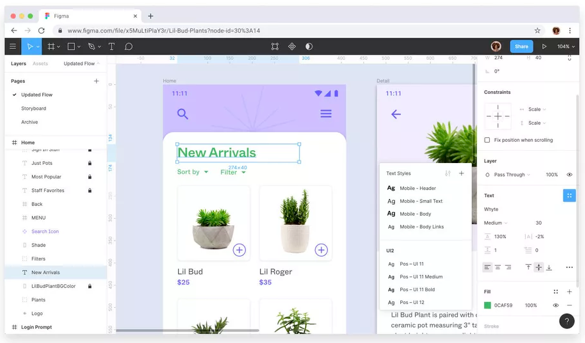 Figma
https://www.figma.com/file/x5MuLtiPlaY3r/Lil-Bud-Plants?node-id=30%3A14
Share
104%
Layers
Assets
Updated Flow
Pages
Updated Flow
Storyboard
Archive
Home
Sign In Shirt
Just Pots
Most Popular
Staff Favorites
Back
MENU
Search Icon
Shade
Filters
New Arrivals
LilBudPlantBGColor
Plants
Logos
Login Prompt
Home
11:11
New Arrivals
274×40
Sort by
Filter
Lil Bud
$25
Lil Roger
$35
Detail
11:11
Text Styles
Ag Mobile – Header
Ag Mobile – Small Text
Ag Mobile – Body
Ag Mobile – Body Links
UI2
Ag Pos – UI 11
Ag Pos – UI 11 Medium
Ag Pos – UI 11 Bold
Ag Pos – UI 12
Lil Bud Plant is paired with
ceramic pot measuring 3" ta
W 274
H 40
0°
Constraints
Scale
Scale
Fix position when scrolling
Layer
Pass Through
100%
Text
Whyte
Medium
30
130%
-2%
1
0
Fill
0CAF59
100%
Stroke
?